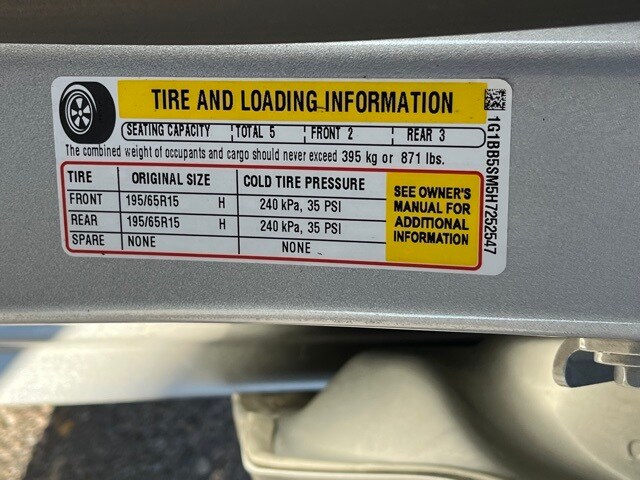 TIRE AND LOADING INFORMATION
SEATING CAPACITY TOTAL 5 FRONT 2 REAR 3
The combined weight of occupants and cargo should never exceed 395 kg or 871 lbs.
TIRE ORIGINAL SIZE COLD TIRE PRESSURE
FRONT 195/65R15 H 240 kPa, 35 PSI
REAR 195/65R15 H 240 kPa, 35 PSI
SPARE NONE NONE
SEE OWNER'S
MANUAL FOR
ADDITIONAL
INFORMATION
1G1BB5SM5H7252547